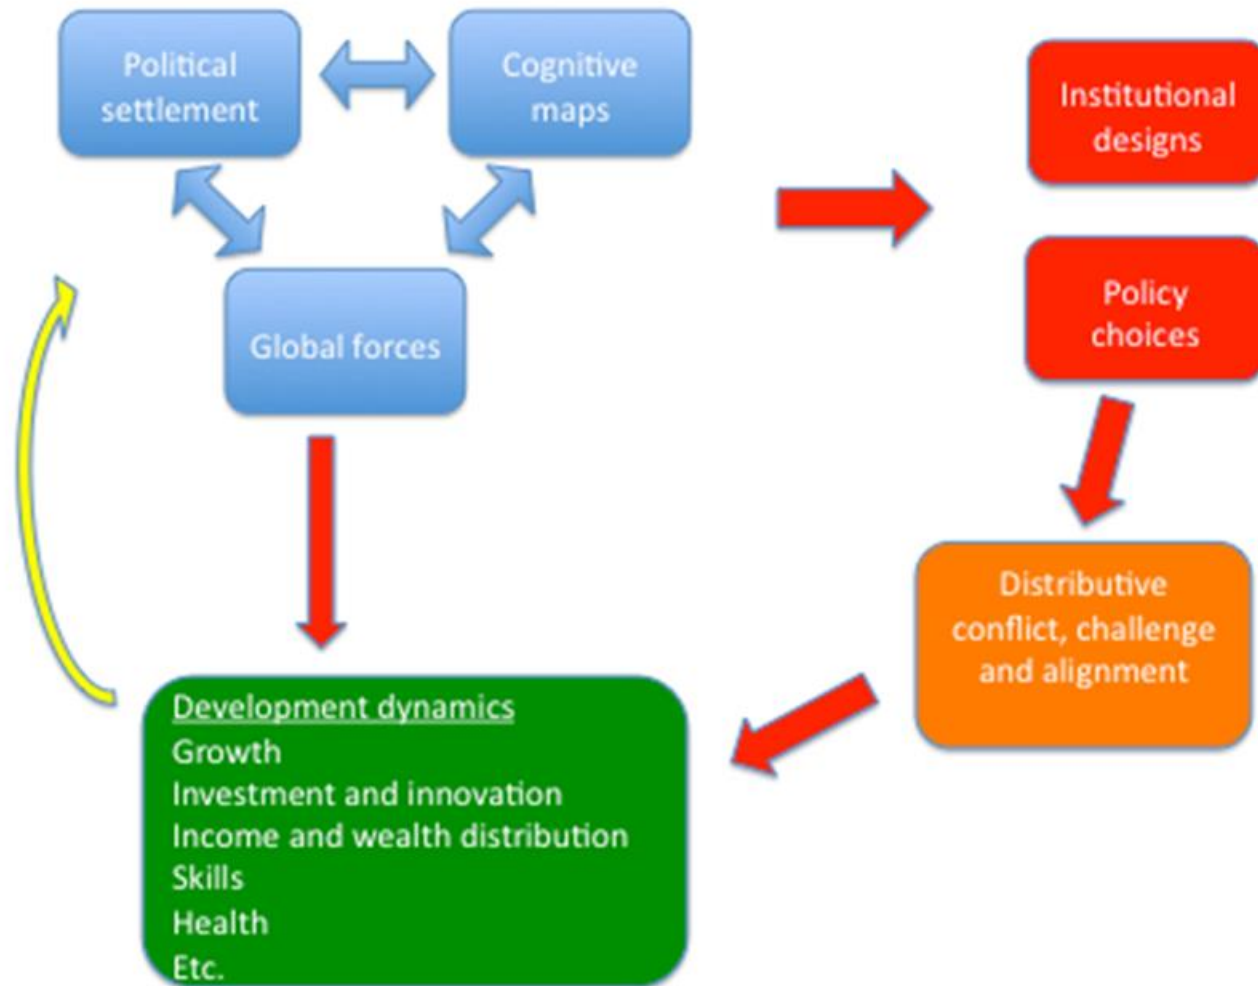 Political
settlement
Cognitive
maps
Institutional
designs
Policy
choices
Global forces
Distributive
conflict, challenge
and alignment
Development dynamics
Growth
Investment and innovation
Income and wealth distribution
Skills
Health
Etc.